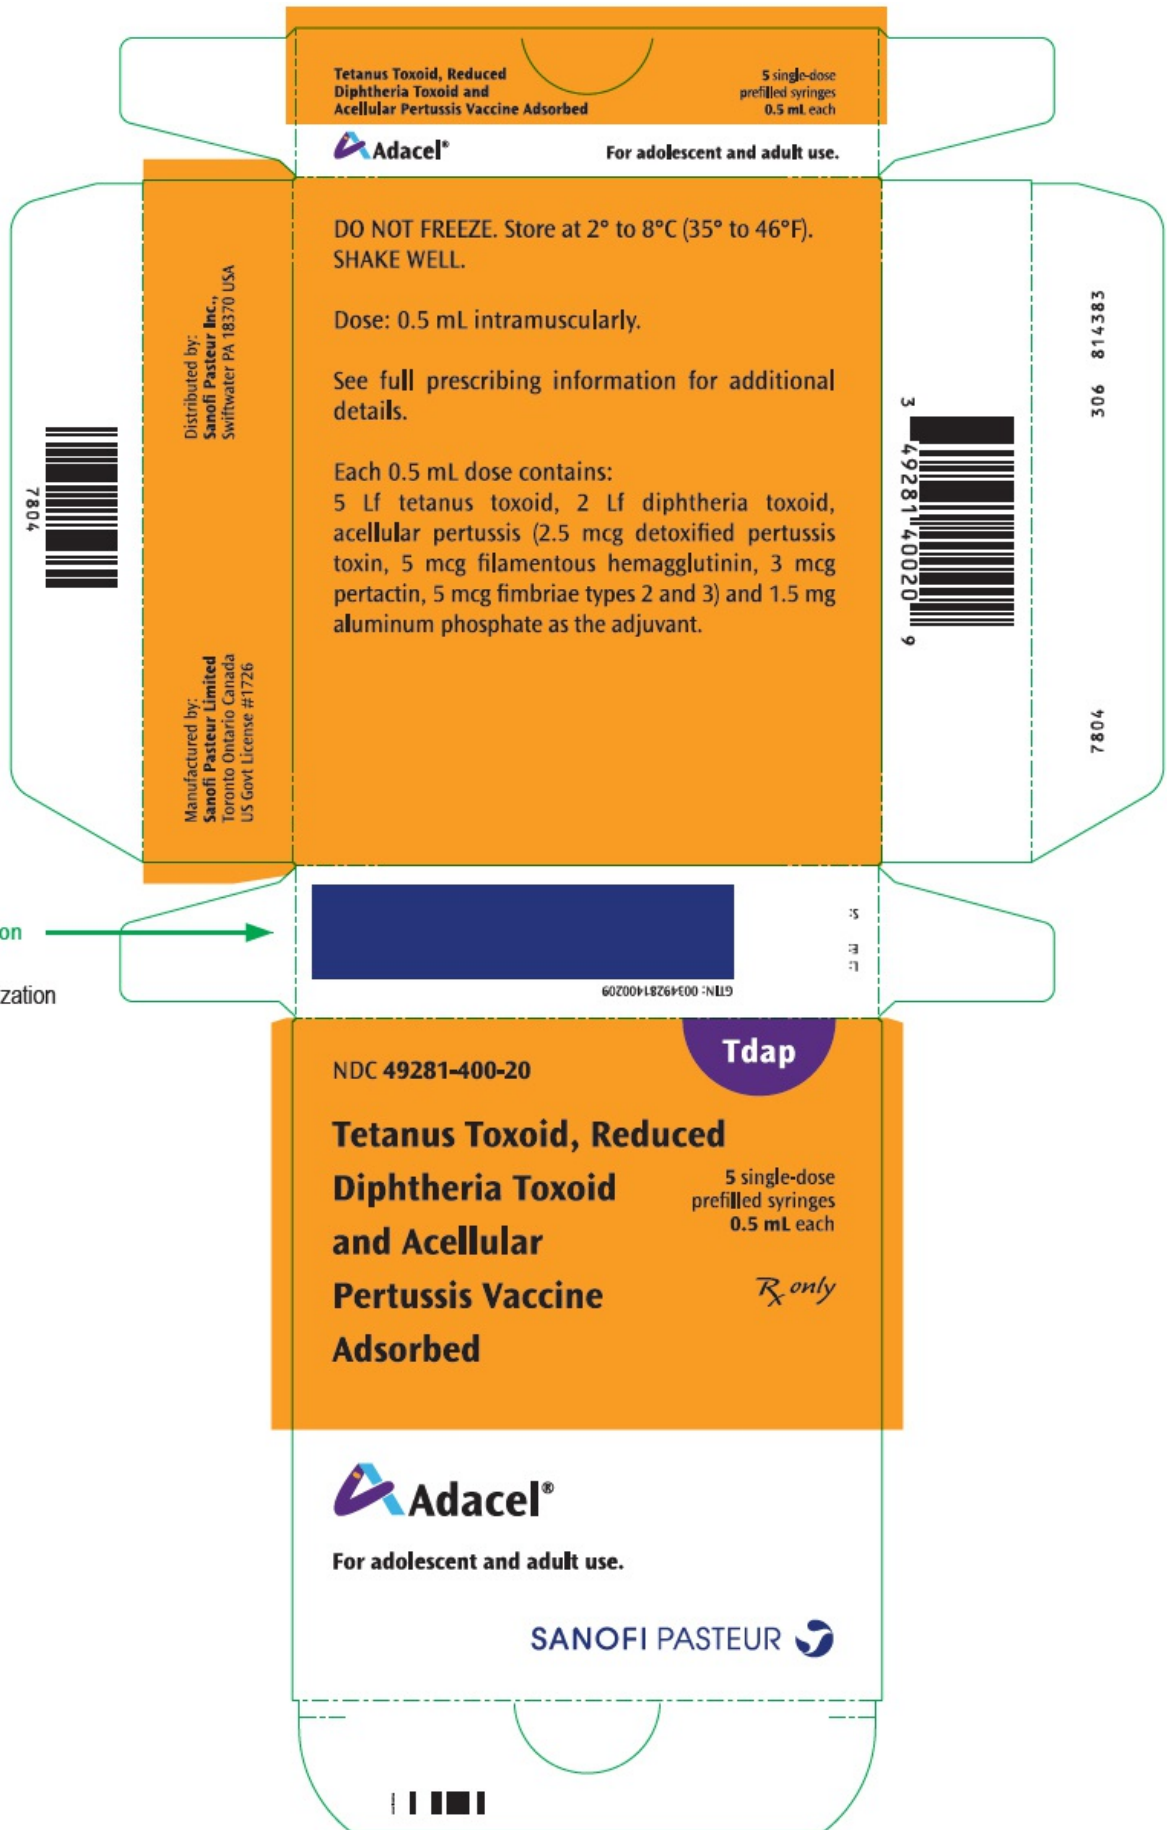 Tetanus Toxoid, Reduced
Diphtheria Toxoid and
Acellular Pertussis Vaccine Adsorbed
5 single-dose
prefilled syringes
0.5 mL each
Adacel®
For adolescent and adult use.
DO NOT FREEZE. Store at 2° to 8°C (35° to 46°F).
SHAKE WELL.
Dose: 0.5 mL intramuscularly.
See full prescribing information for additional
details.
Each 0.5 mL dose contains:
5 Lf tetanus toxoid, 2 Lf diphtheria toxoid,
acellular pertussis (2.5 mcg detoxified pertussis
toxin, 5 mcg filamentous hemagglutinin, 3 mcg
pertactin, 5 mcg fimbriae types 2 and 3) and 1.5 mg
aluminum phosphate as the adjuvant.
Distributed by:
Sanofi Pasteur Inc.,
Swiftwater PA 18370 USA
Manufactured by:
Sanofi Pasteur Limited
Toronto Ontario Canada
US Govt License #1726
7804
3 49281 40020 9
306 814383
7804
on
zation
L:
E:
S:
GTIN: 00349281400209
NDC 49281-400-20
Tdap
Tetanus Toxoid, Reduced
Diphtheria Toxoid
and Acellular
Pertussis Vaccine
Adsorbed
5 single-dose
prefilled syringes
0.5 mL each
Rx only
Adacel®
For adolescent and adult use.
SANOFI PASTEUR